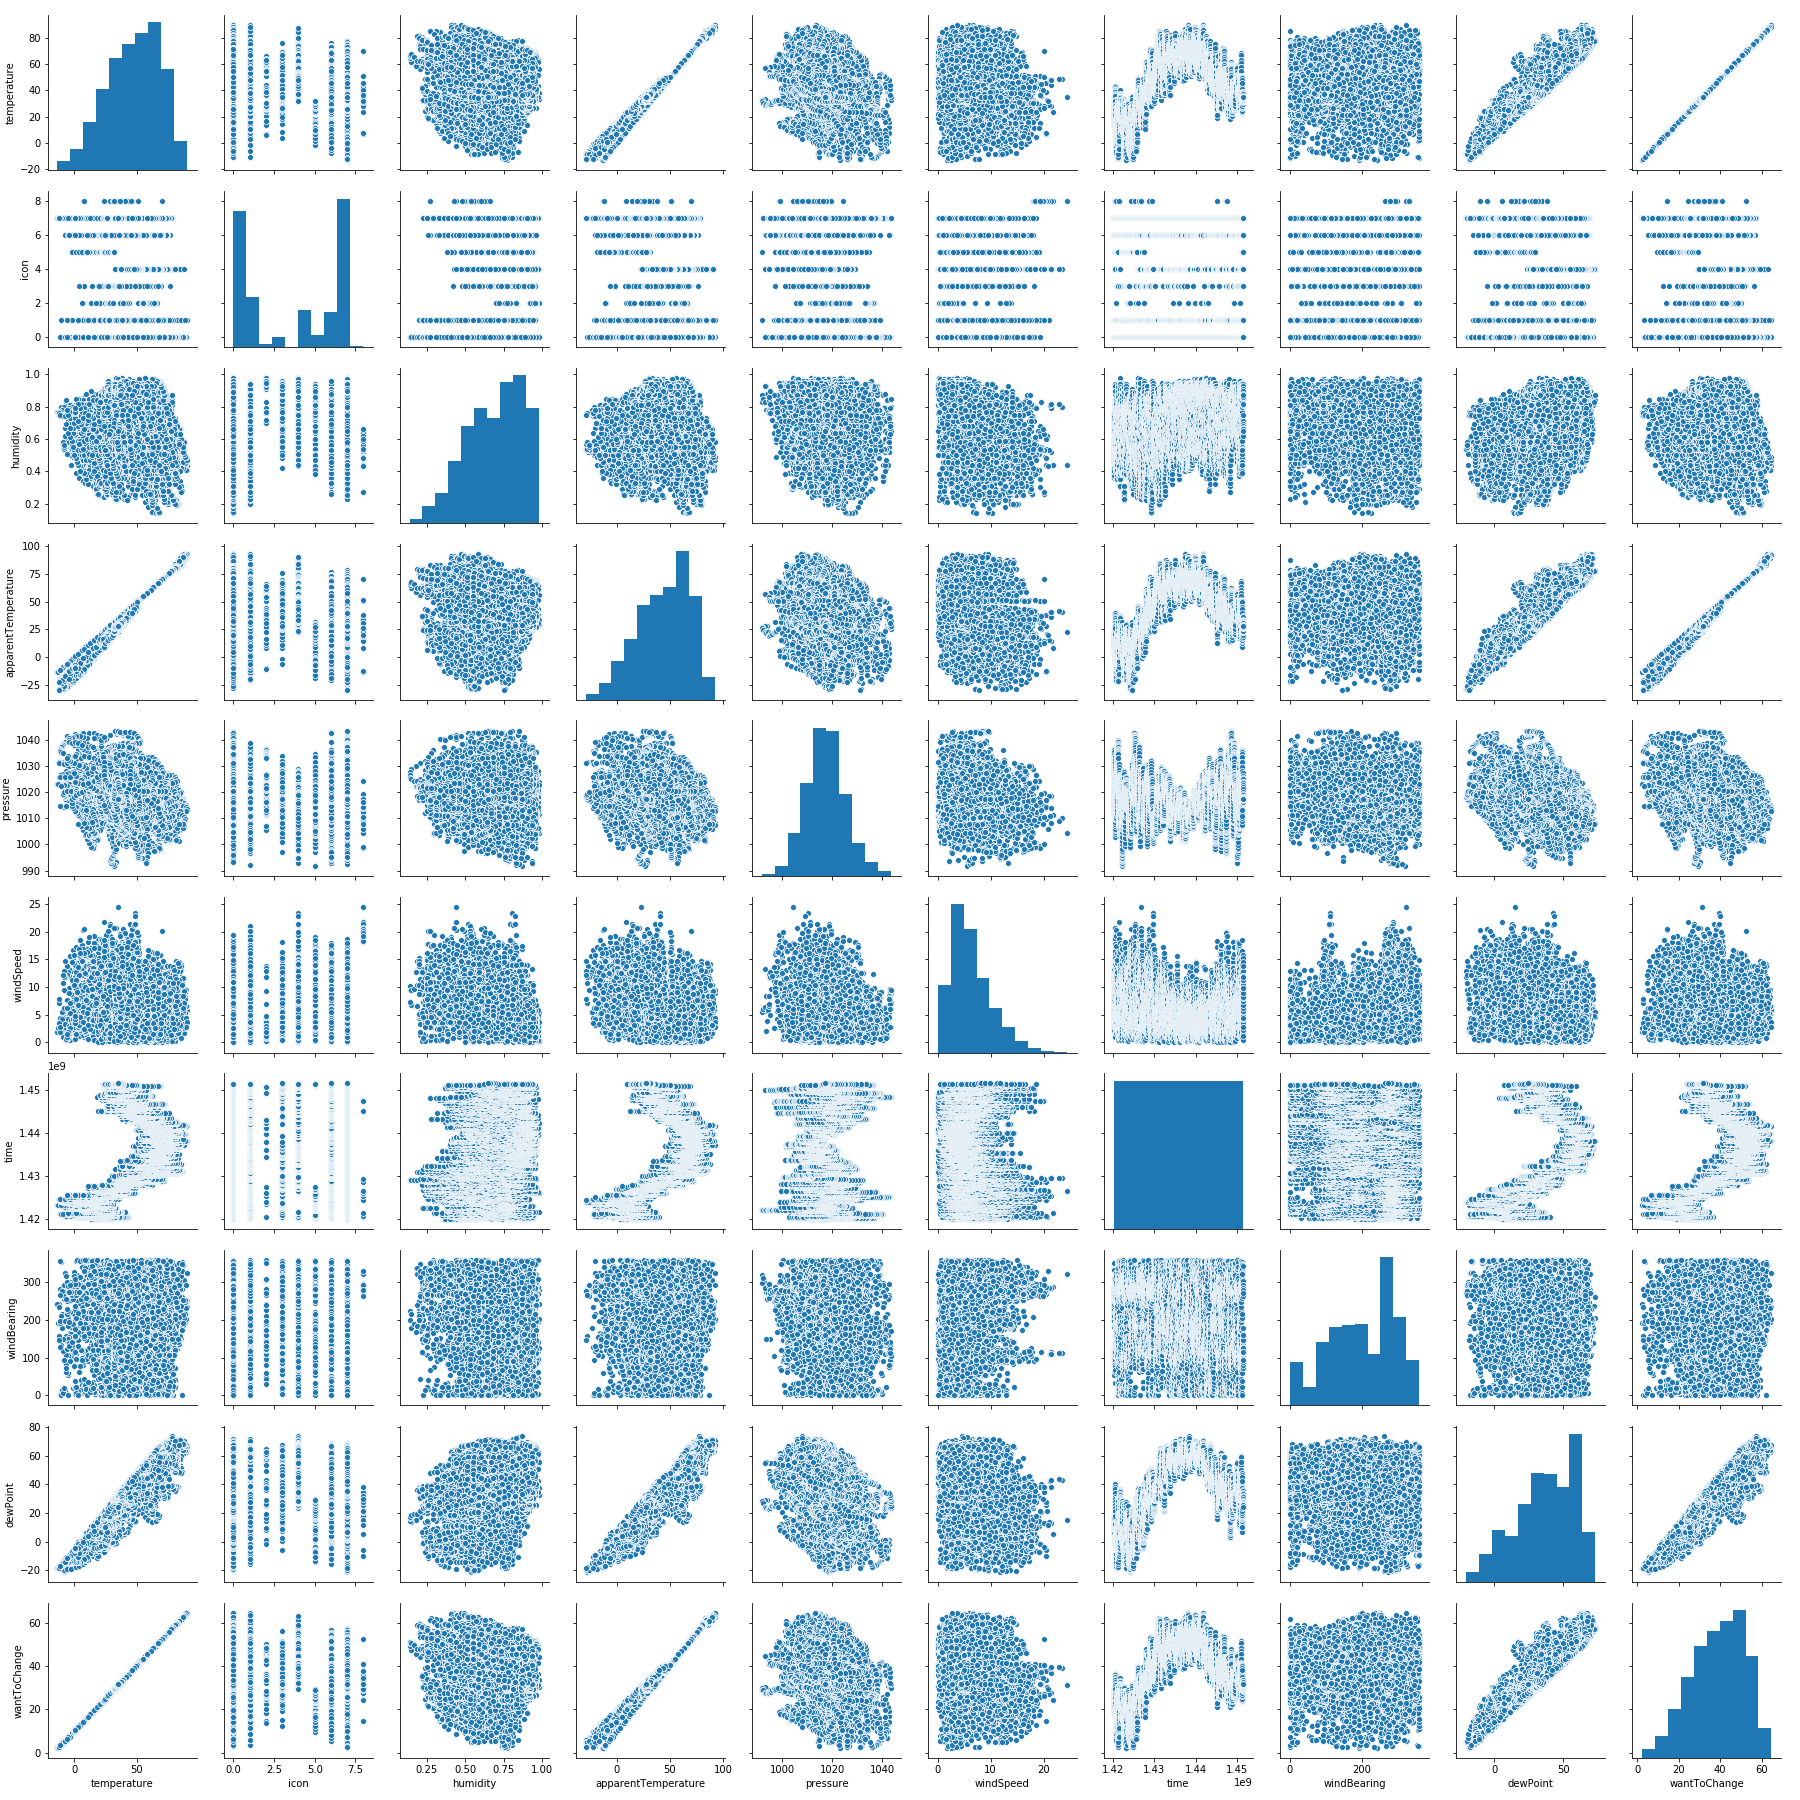 80
60
40
20
0
−20
temperature
8
6
4
2
0
icon
1.0
0.8
0.6
0.4
0.2
humidity
100
75
50
25
0
−25
apparentTemperature
1040
1030
1020
1010
1000
990
pressure
25
20
15
10
5
0
windSpeed
1e9
1.45
1.44
1.43
1.42
time
300
200
100
0
windBearing
80
60
40
20
0
−20
dewPoint
60
40
20
0
wantToChange
0 50
temperature
0.0 2.5 5.0 7.5
icon
0.25 0.50 0.75 1.00
humidity
0 50 100
apparentTemperature
1000 1020 1040
pressure
0 10 20
windSpeed
1.42 1.43 1.44 1.45
1e9
time
0 200
windBearing
0 50
dewPoint
0 20 40 60
wantToChange